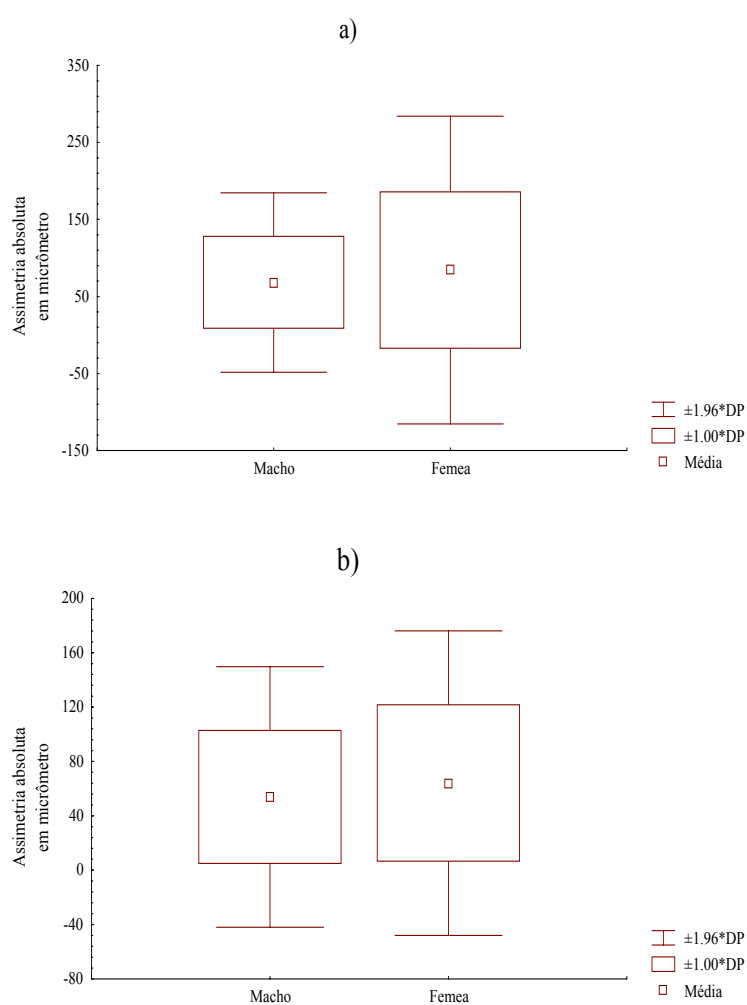 a)
350
250
150
50
-50
-150
Assimetria absoluta
em micrômetro
Macho
Femea
±1.96*DP
±1.00*DP
Média
b)
200
160
120
80
40
0
-40
-80
Assimetria absoluta
em micrômetro
Macho
Femea
±1.96*DP
±1.00*DP
Média